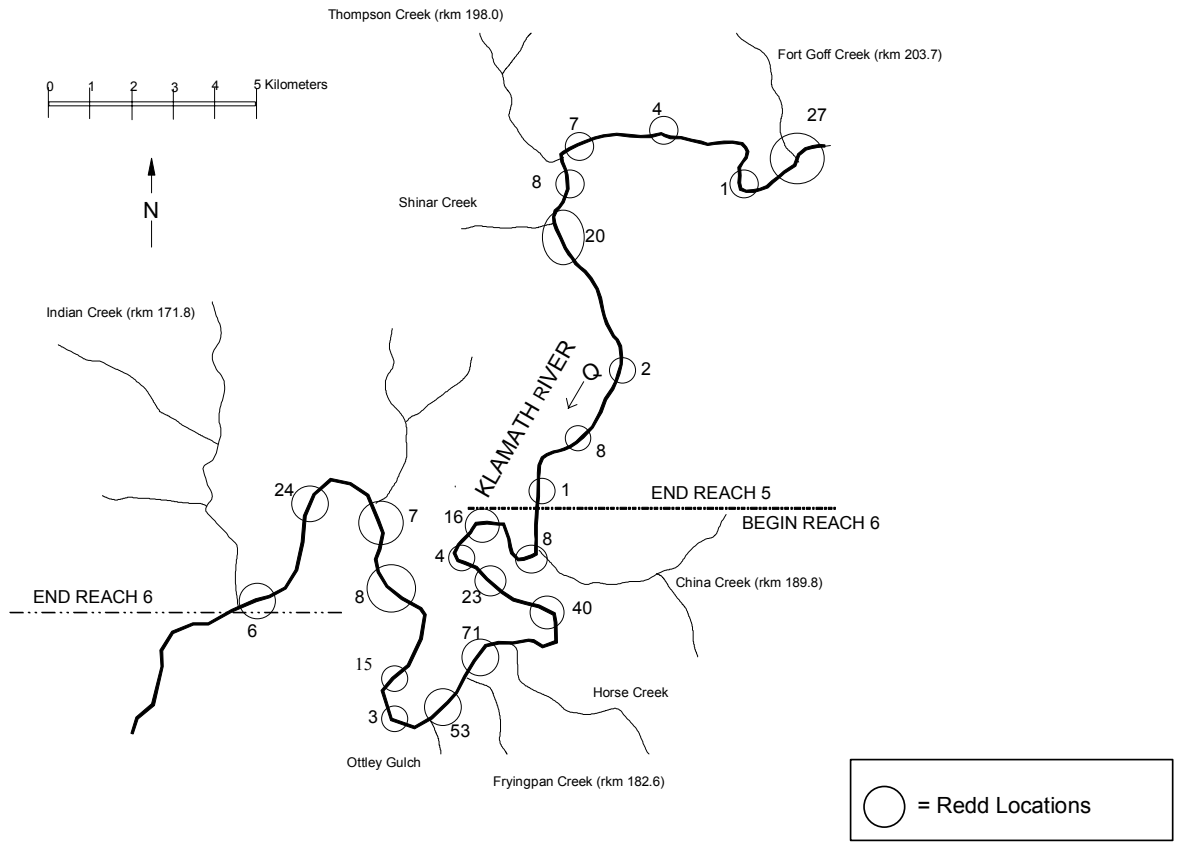 Thompson Creek (rkm 198.0)
Fort Goff Creek (rkm 203.7)
0 1 2 3 4 5 Kilometers
27
4
7
1
8
N
Shinar Creek
20
Indian Creek (rkm 171.8)
2
KLAMATH RIVER
Q
8
1
24
END REACH 5
7
16
BEGIN REACH 6
8
4
China Creek (rkm 189.8)
END REACH 6
8
23
40
6
71
15
Horse Creek
3
53
Ottley Gulch
Fryingpan Creek (rkm 182.6)
= Redd Locations